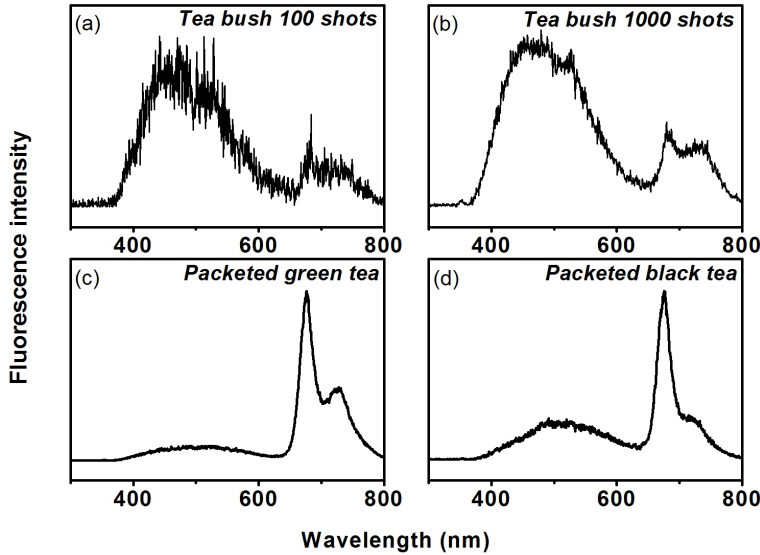 (a) Tea bush 100 shots
(b) Tea bush 1000 shots
400 600 800
400 600 800
(c) Packeted green tea
(d) Packeted black tea
400 600 800
400 600 800
Fluorescence intensity
Wavelength (nm)